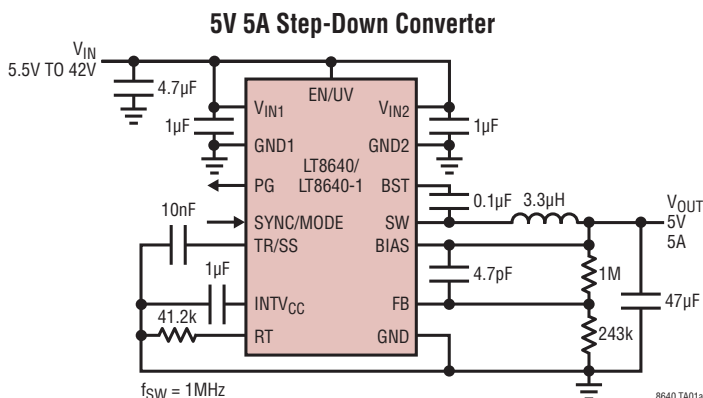 5V 5A Step-Down Converter
VIN
5.5V TO 42V
4.7µF
EN/UV
VIN1
VIN2
1µF
1µF
GND1
GND2
LT8640/
LT8640-1
PG
BST
0.1µF
3.3µH
VOUT
5V
5A
10nF
SYNC/MODE
SW
TR/SS
BIAS
1µF
4.7pF
1M
INTVCC
FB
47µF
41.2k
243k
RT
GND
fSW = 1MHz
8640 TA01a